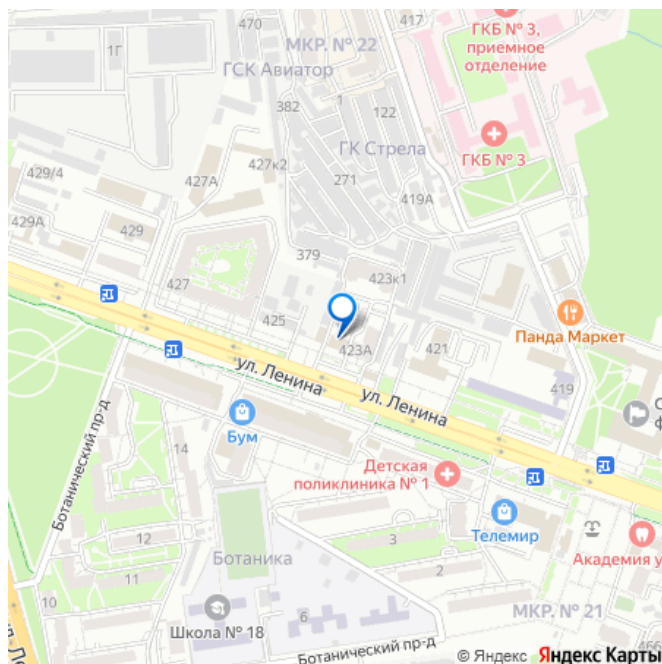 417
ГКБ № 3,
приемное
отделение
МКР. № 22
1Г
ГСК Авиатор
382
1
122
ГКБ № 3
ГК Стрела
427к2
429/4
427А
271
419А
429А
429
379
423к1
427
425
Панда Маркет
423А
421
ул. Ленина
ул. Ленина
419
Бум
Ботанический пр-д
14
Детская
поликлиника № 1
Телемир
12
3
Академия у
Ботаника
11
4
10
6
МКР. № 21
Школа № 18
Ботанический пр-д
466
© Яндекс Яндекс Карты